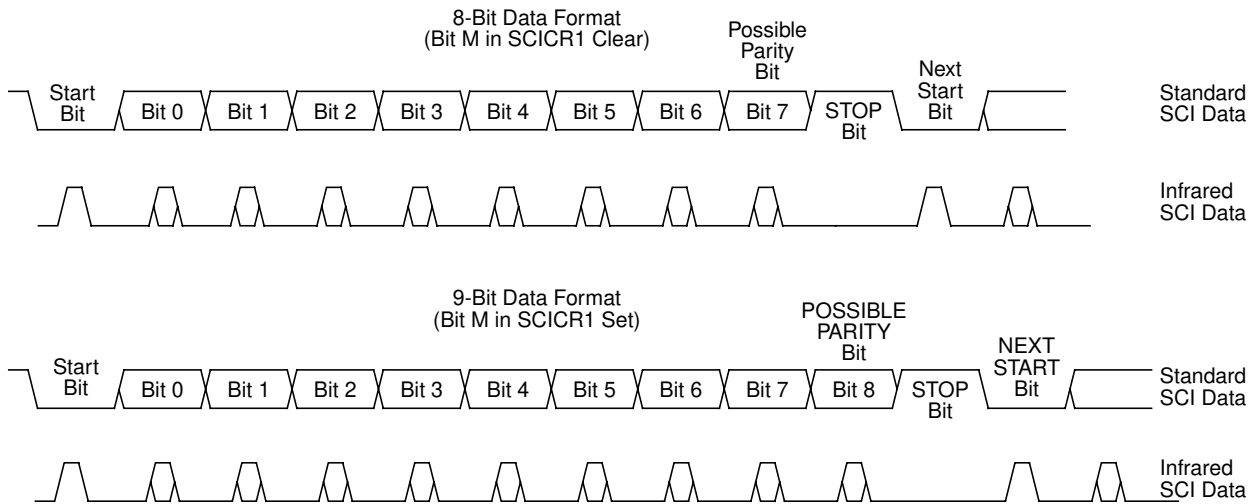 8-Bit Data Format
(Bit M in SCICR1 Clear)
Possible
Parity
Bit
Start
Bit
Bit 0
Bit 1
Bit 2
Bit 3
Bit 4
Bit 5
Bit 6
Bit 7
STOP
Bit
Next
Start
Bit
Standard
SCI Data
Infrared
SCI Data
9-Bit Data Format
(Bit M in SCICR1 Set)
POSSIBLE
PARITY
Bit
Start
Bit
Bit 0
Bit 1
Bit 2
Bit 3
Bit 4
Bit 5
Bit 6
Bit 7
Bit 8
STOP
Bit
NEXT
START
Bit
Standard
SCI Data
Infrared
SCI Data